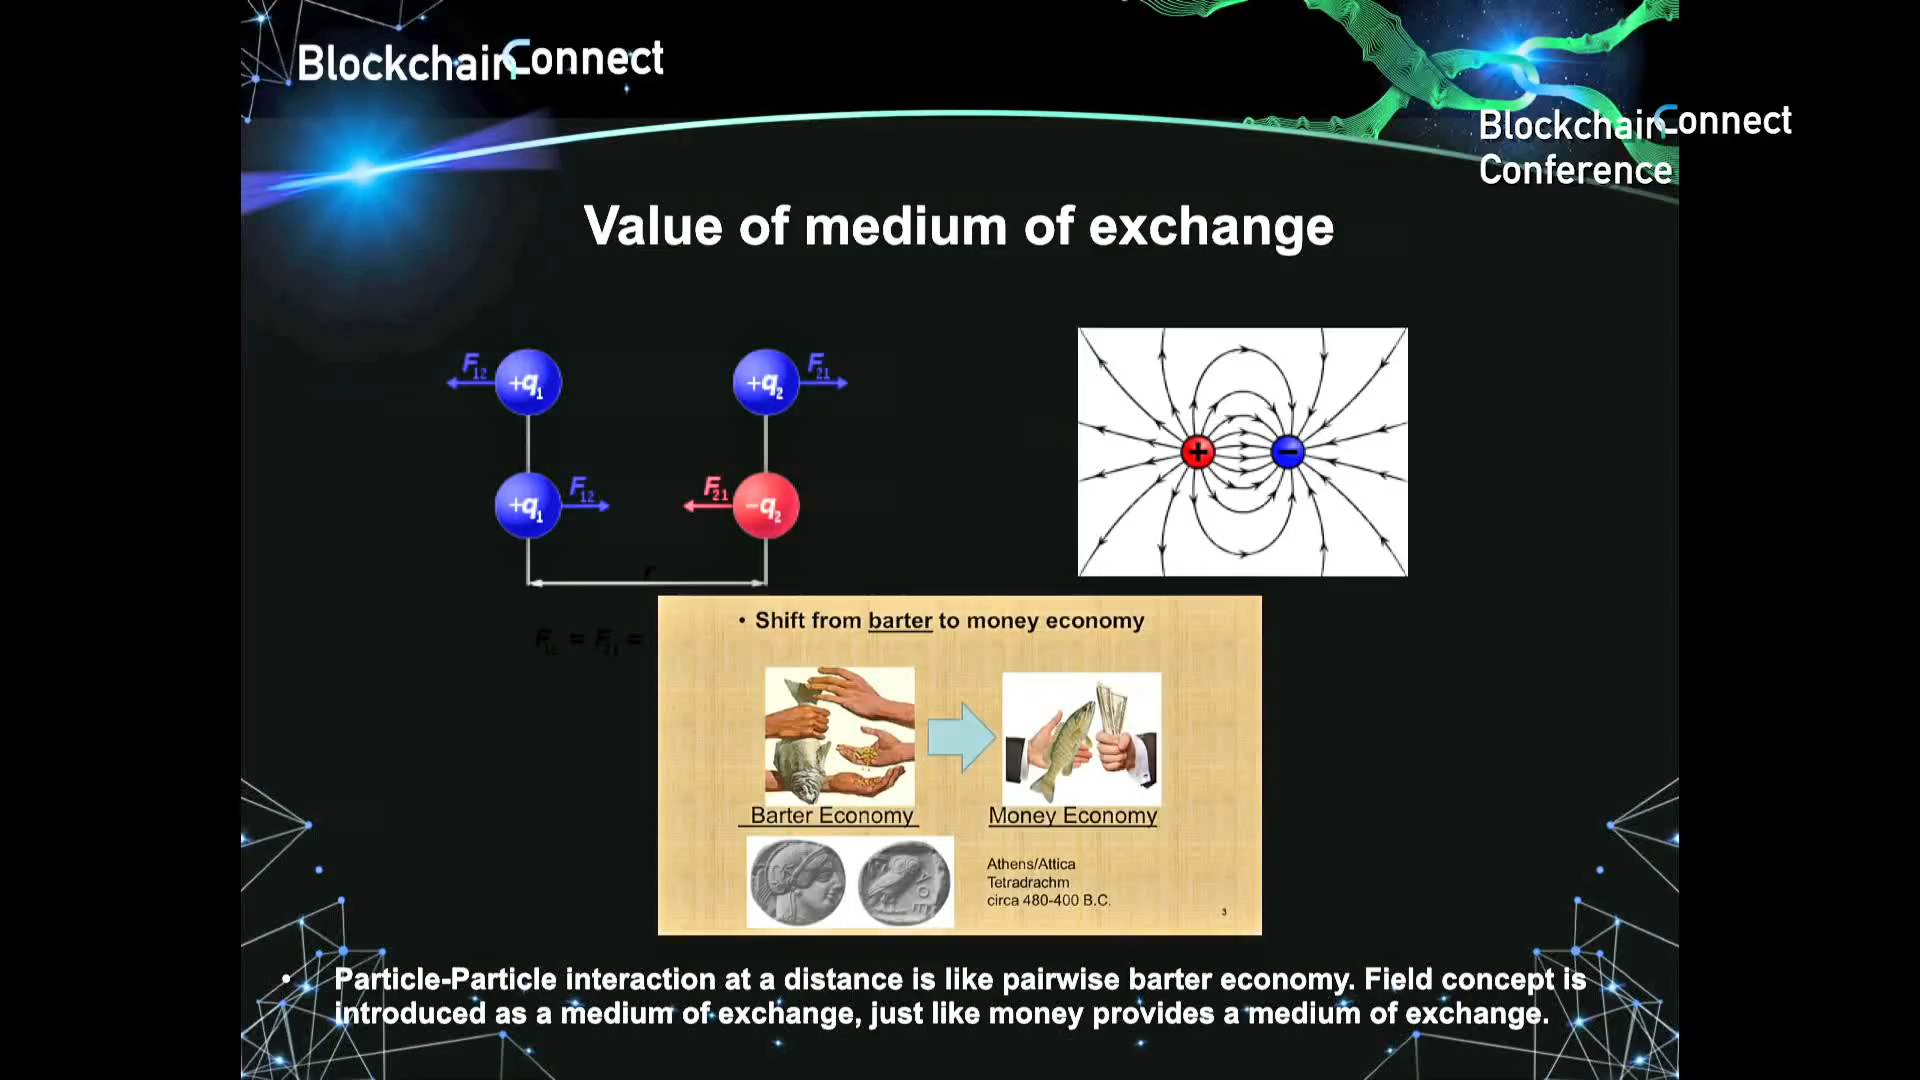 BlockchainConnect
BlockchainConnect
Conference
Value of medium of exchange
F12 +q1 +q2 F21
+q1 F12 F21 -q2
r
F12 = F21 =
+ −
• Shift from barter to money economy
Barter Economy
Money Economy
Athens/Attica
Tetradrachm
circa 480-400 B.C.
3
• Particle-Particle interaction at a distance is like pairwise barter economy. Field concept is
introduced as a medium of exchange, just like money provides a medium of exchange.